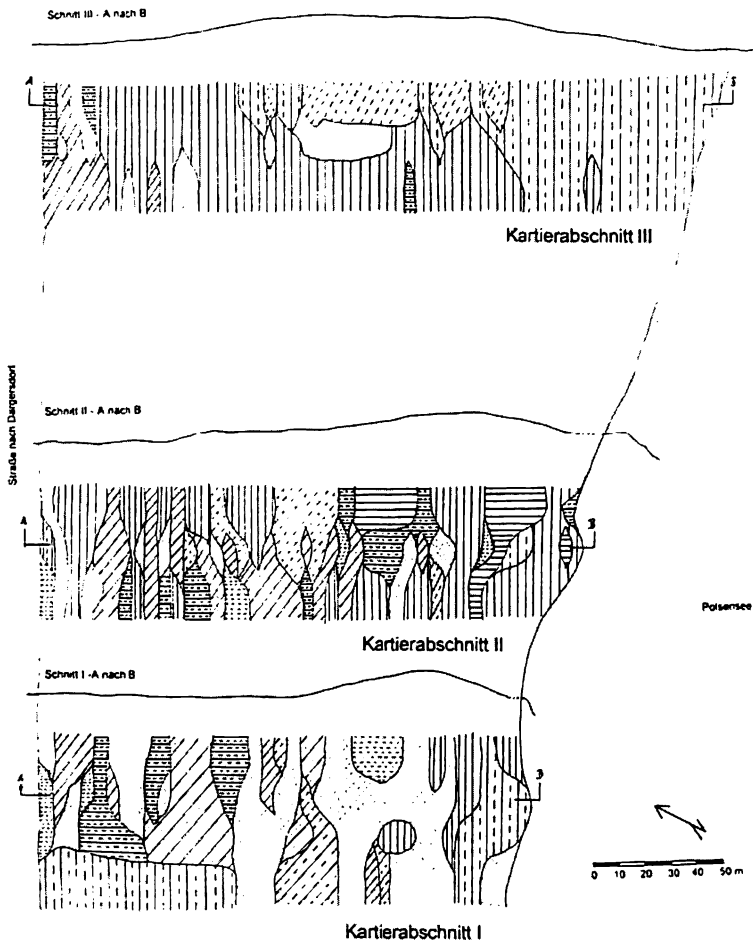 Schnitt III - A nach B
A
Kartierabschnitt III
Straße nach Dargersdorf
Schnitt II - A nach B
A
B
Polsensee
Kartierabschnitt II
Schnitt I - A nach B
A
B
0 10 20 30 40 50 m
Kartierabschnitt I